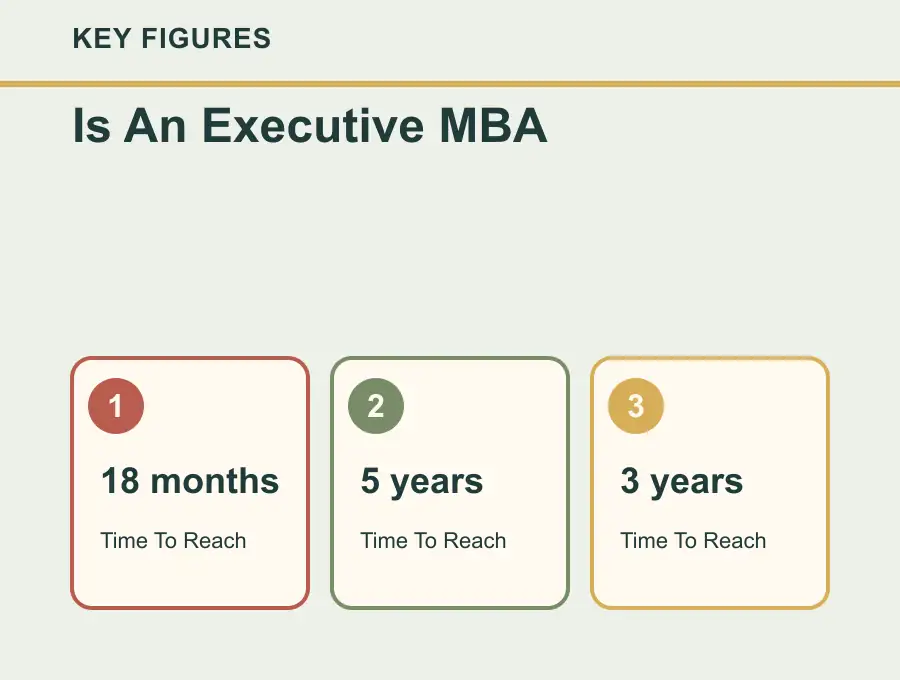 KEY FIGURES
Is An Executive MBA
1
18 months
Time To Reach
2
5 years
Time To Reach
3
3 years
Time To Reach